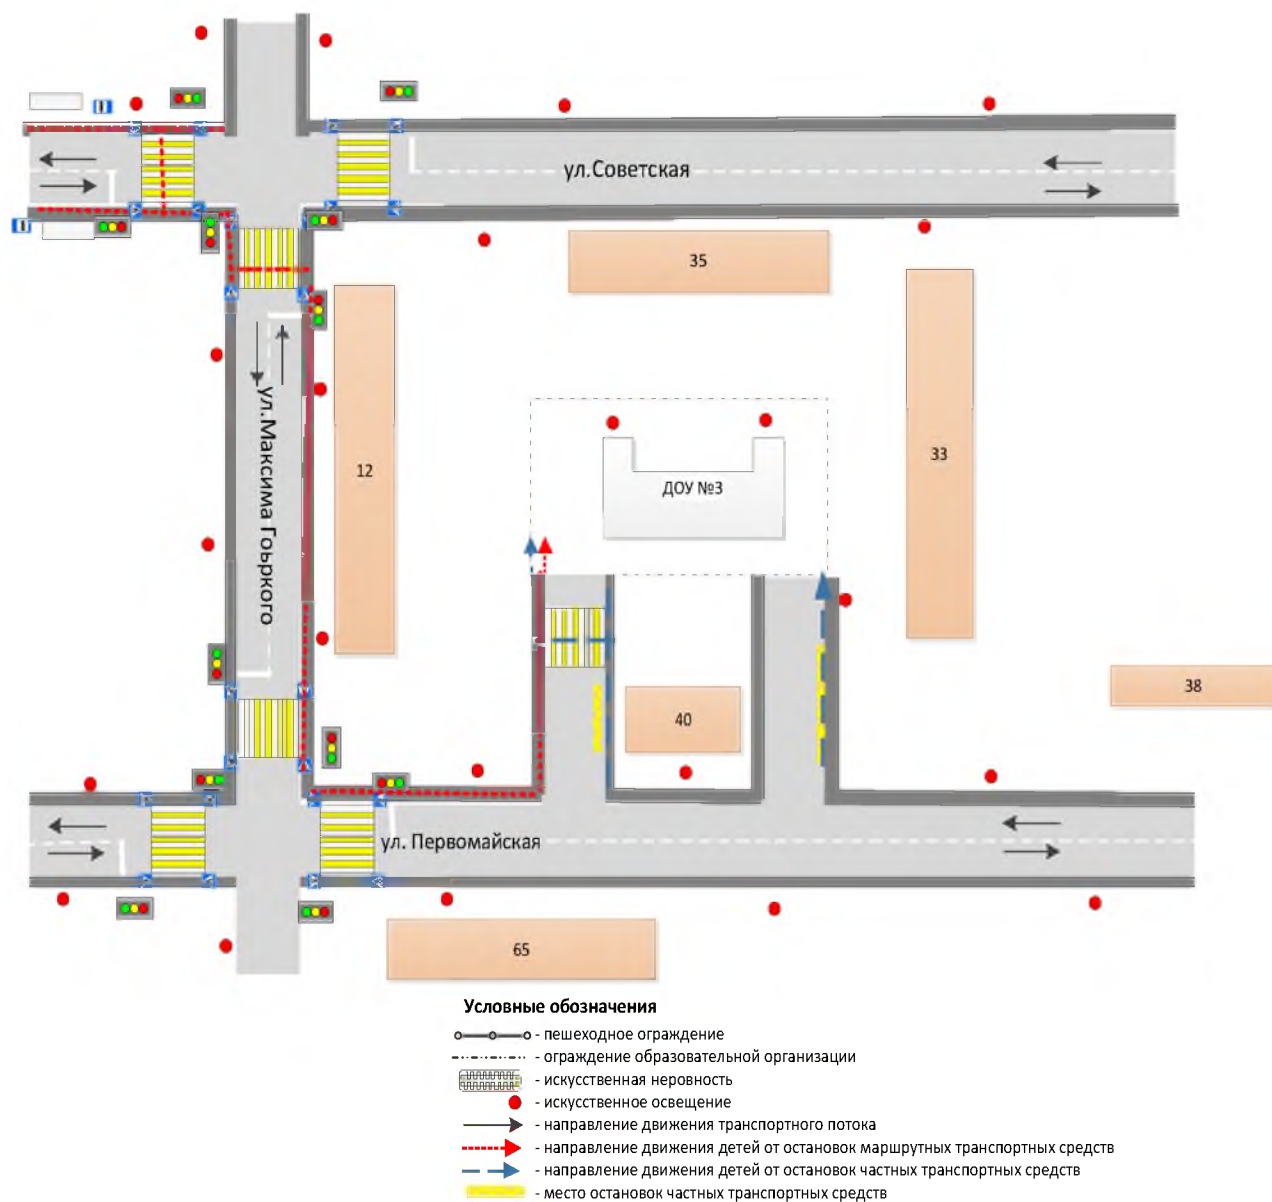 ул.Советская
35
33
12
ул.Максима Гоьркого
ДОУ №3
38
40
ул. Первомайская
65
Условные обозначения
- пешеходное ограждение
- ограждение образовательной организации
- искусственная неровность
- искусственное освещение
- направление движения транспортного потока
- направление движения детей от остановок маршрутных транспортных средств
- направление движения детей от остановок частных транспортных средств
- место остановок частных транспортных средств